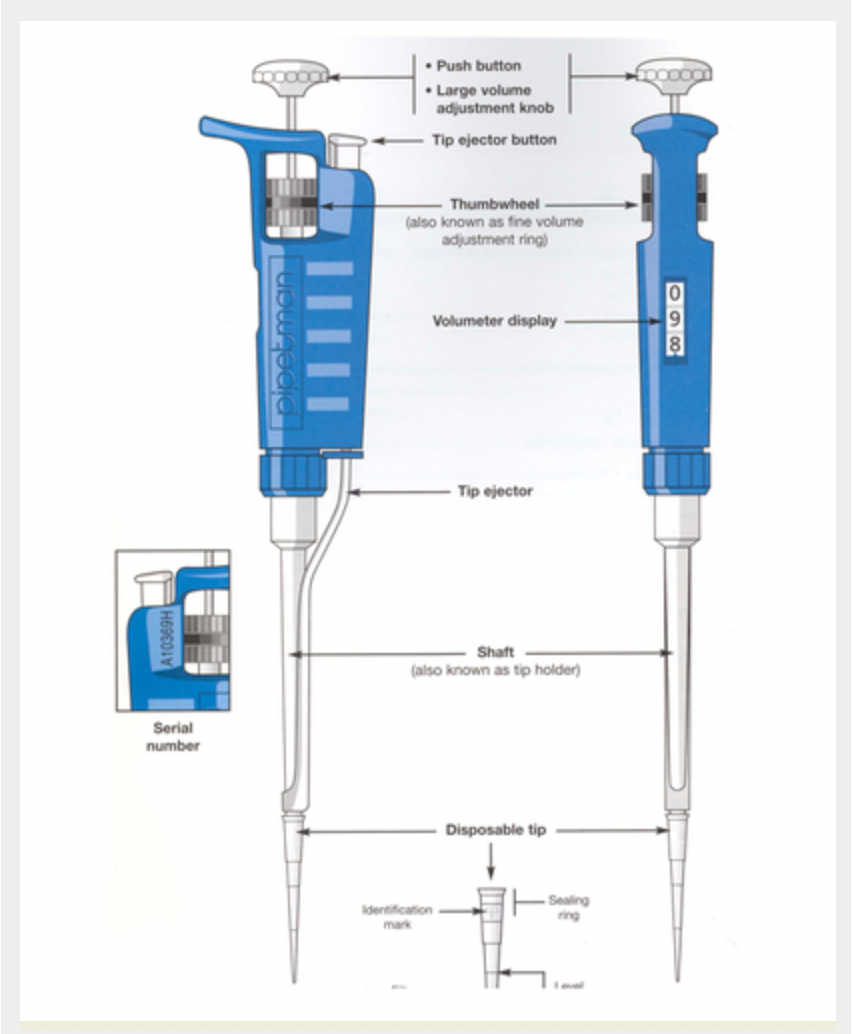 • Push button
• Large volume
adjustment knob
Tip ejector button
Thumbwheel
(also known as fine volume
adjustment ring)
pipetman
Volumeter display
0
9
8
Tip ejector
A10369H
Shaft
(also known as tip holder)
Serial
number
Disposable tip
Identification
mark
Sealing
ring
Level